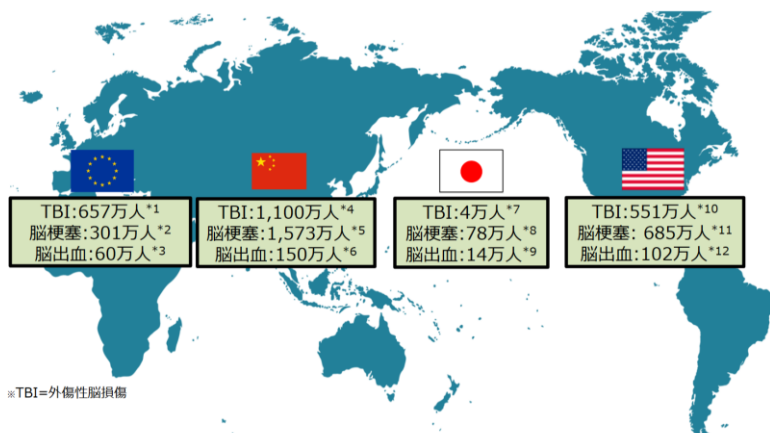 TBI:657万人*1
脳梗塞:301万人*2
脳出血:60万人*3
TBI:1,100万人*4
脳梗塞:1,573万人*5
脳出血:150万人*6
TBI:4万人*7
脳梗塞:78万人*8
脳出血:14万人*9
TBI:551万人*10
脳梗塞: 685万人*11
脳出血:102万人*12
※TBI=外傷性脳損傷